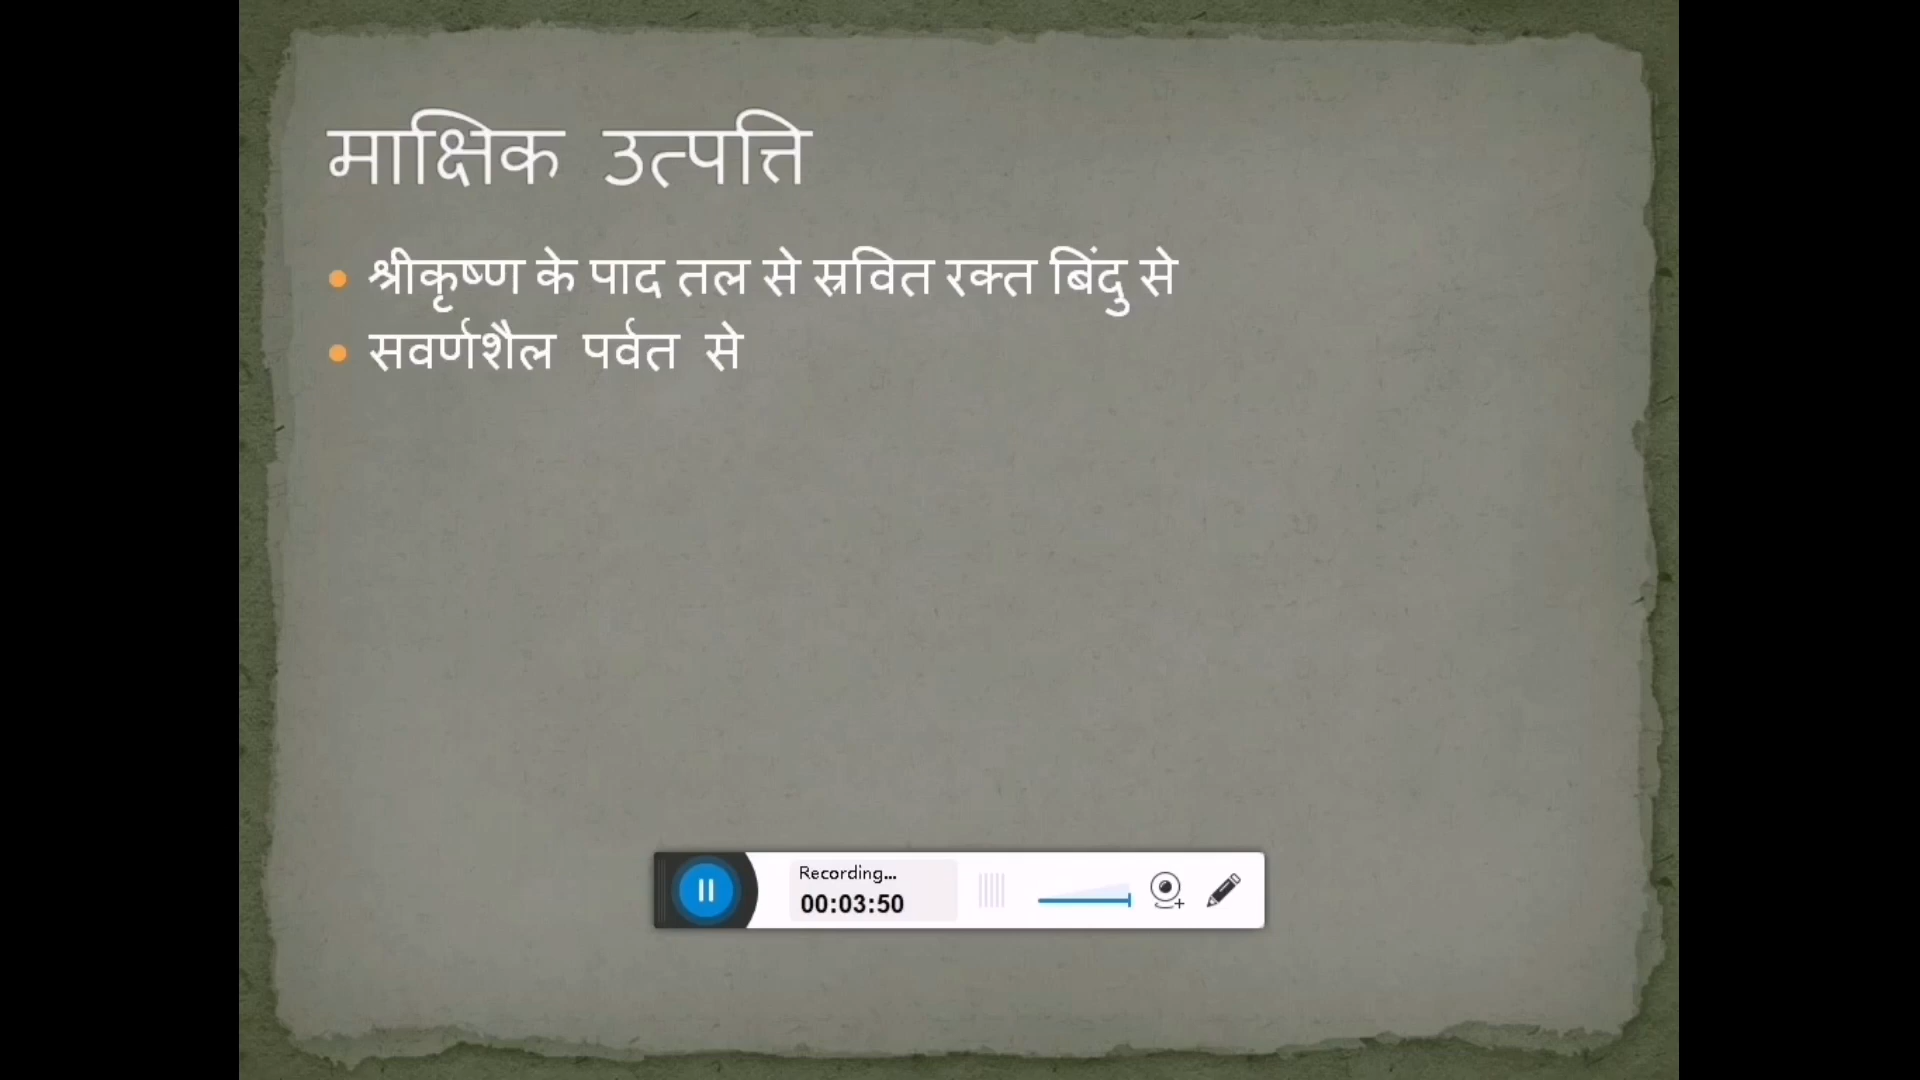 माक्षिक उत्पत्ति
श्रीकृष्ण के पाद तल से स्रवित रक्त बिंदु से
सवर्णशैल पर्वत से
Recording...
00:03:50